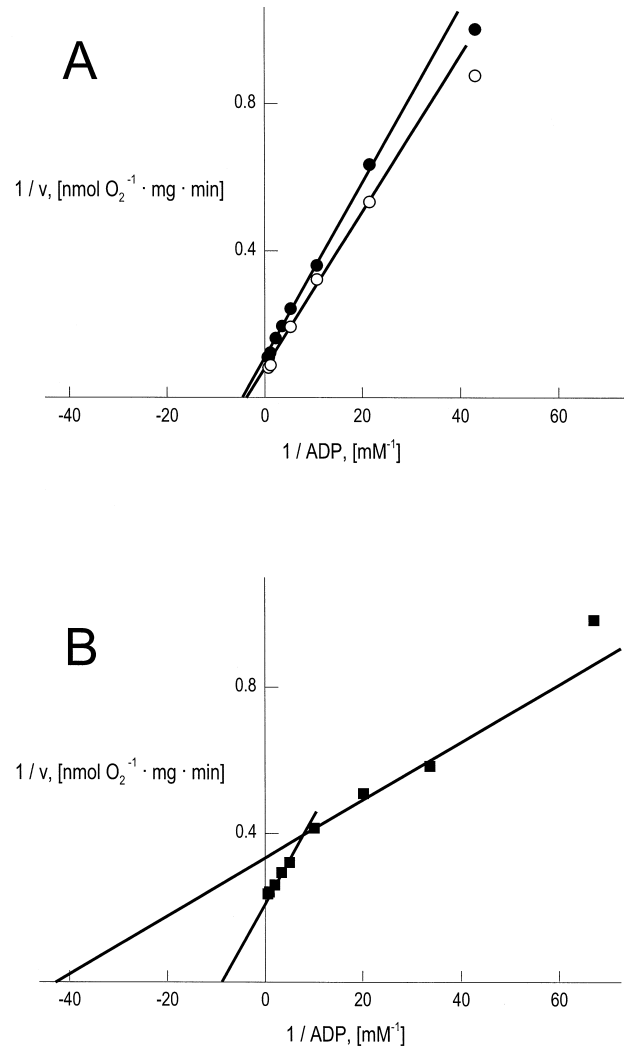 A
0.8
1 / v, [nmol O₂⁻¹ · mg · min]
0.4
-40 -20 0 20 40 60
1 / ADP, [mM⁻¹]
B
0.8
1 / v, [nmol O₂⁻¹ · mg · min]
0.4
-40 -20 0 20 40 60
1 / ADP, [mM⁻¹]